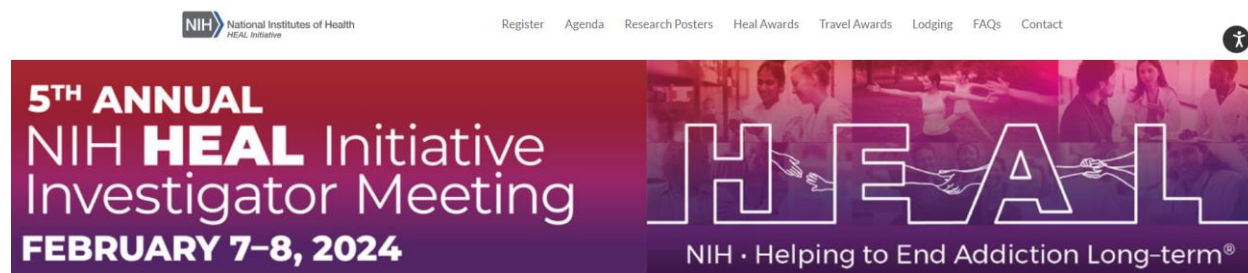 NIH National Institutes of Health
HEAL Initiative
Register Agenda Research Posters Heal Awards Travel Awards Lodging FAQs Contact
5TH ANNUAL
NIH HEAL Initiative
Investigator Meeting
FEBRUARY 7–8, 2024
HEAL
NIH • Helping to End Addiction Long-term®